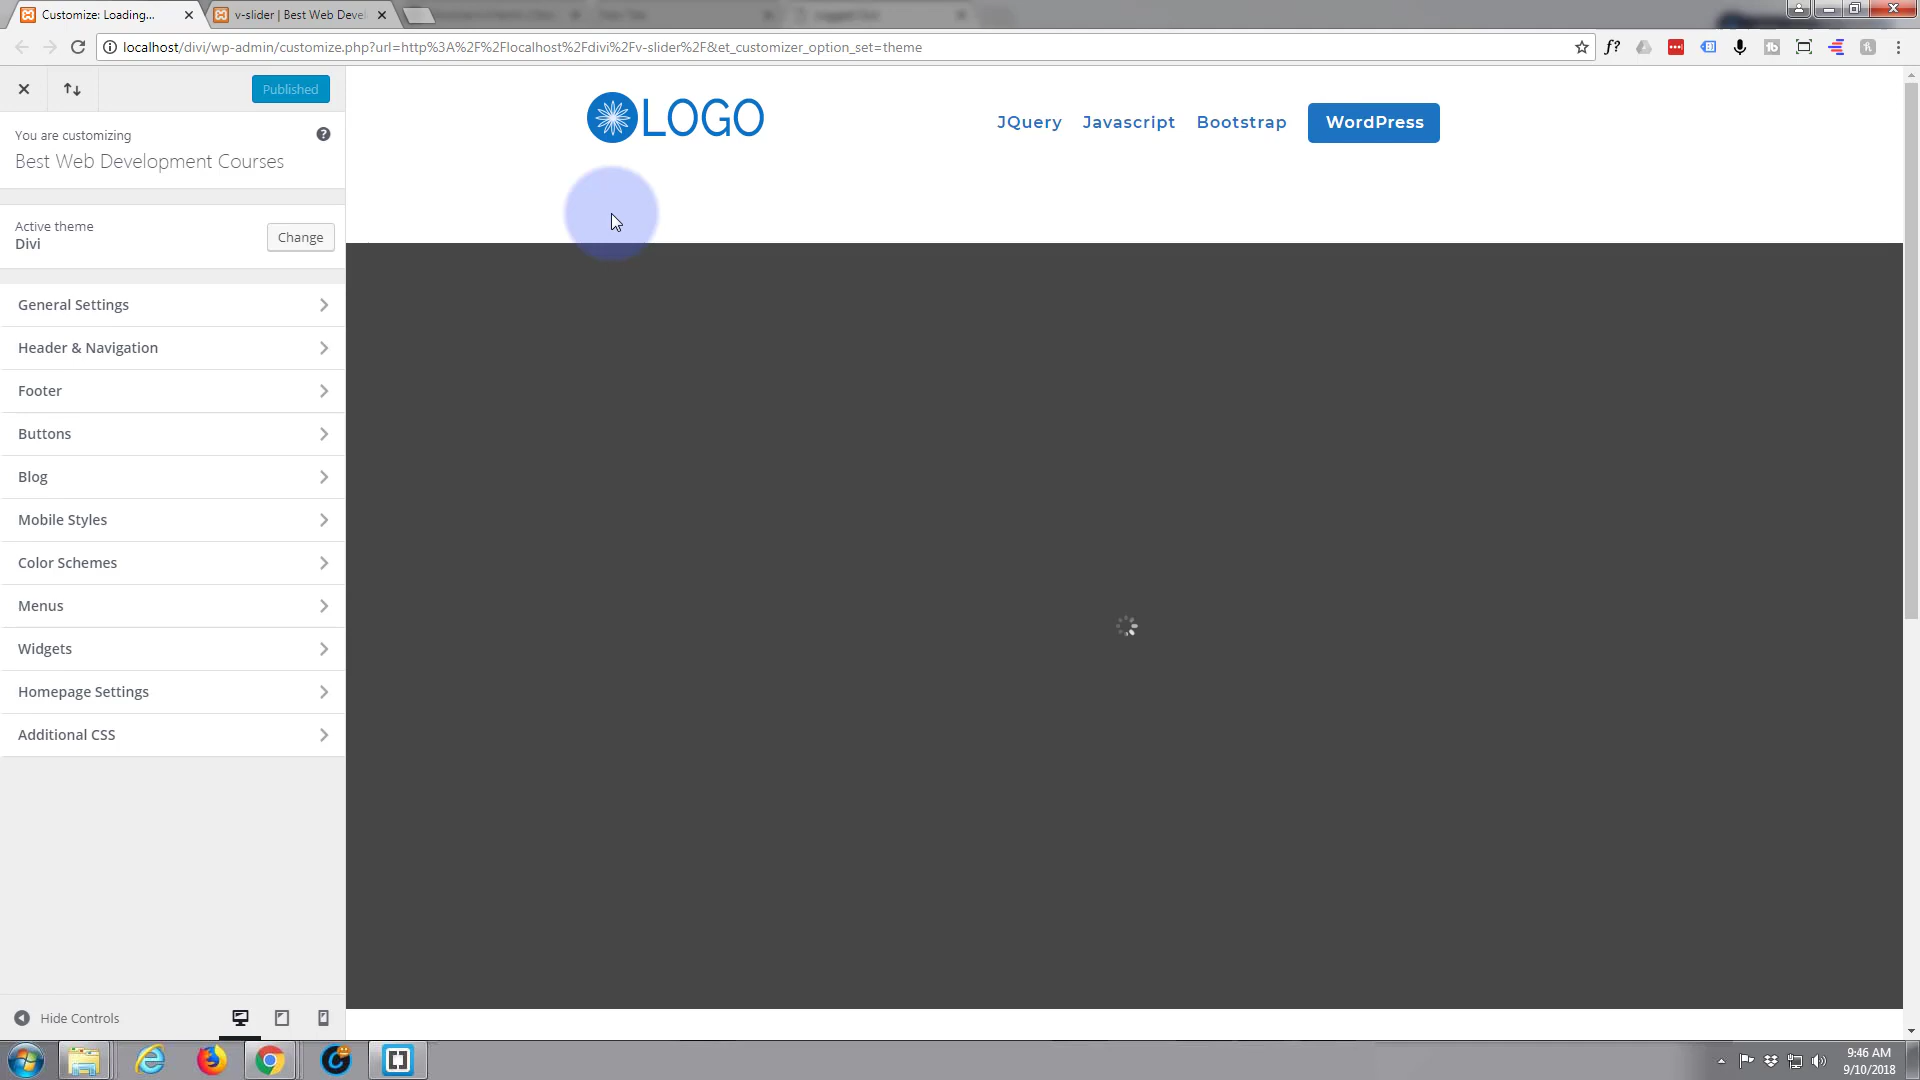 Customize: Loading...
v-slider | Best Web Devel
localhost/divi/wp-admin/customize.php?url=http%3A%2F%2Flocalhost%2Fdivi%2Fv-slider%2F&et_customizer_option_set=theme
f?
Published
You are customizing
Best Web Development Courses
Active theme
Divi
Change
General Settings
Header & Navigation
Footer
Buttons
Blog
Mobile Styles
Color Schemes
Menus
Widgets
Homepage Settings
Additional CSS
Hide Controls
LOGO
JQuery
Javascript
Bootstrap
WordPress
9:46 AM
9/10/2018